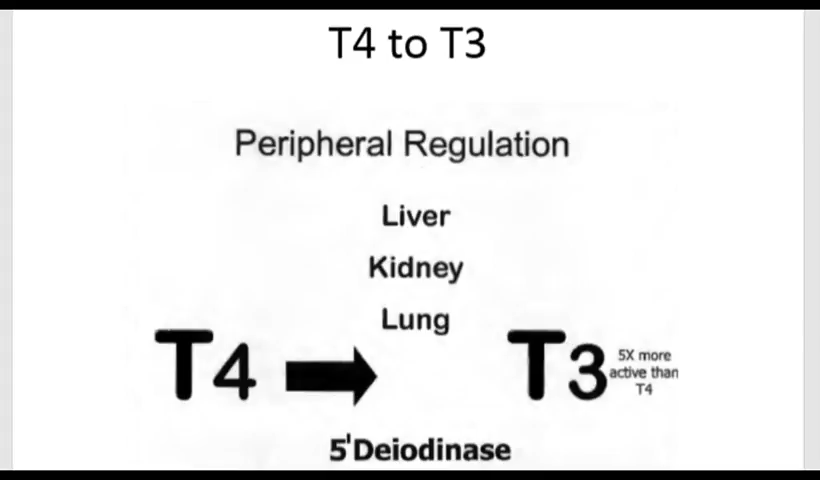 T4 to T3
Peripheral Regulation
Liver
Kidney
Lung
T4
T3
5X more
active than
T4
5'Deiodinase